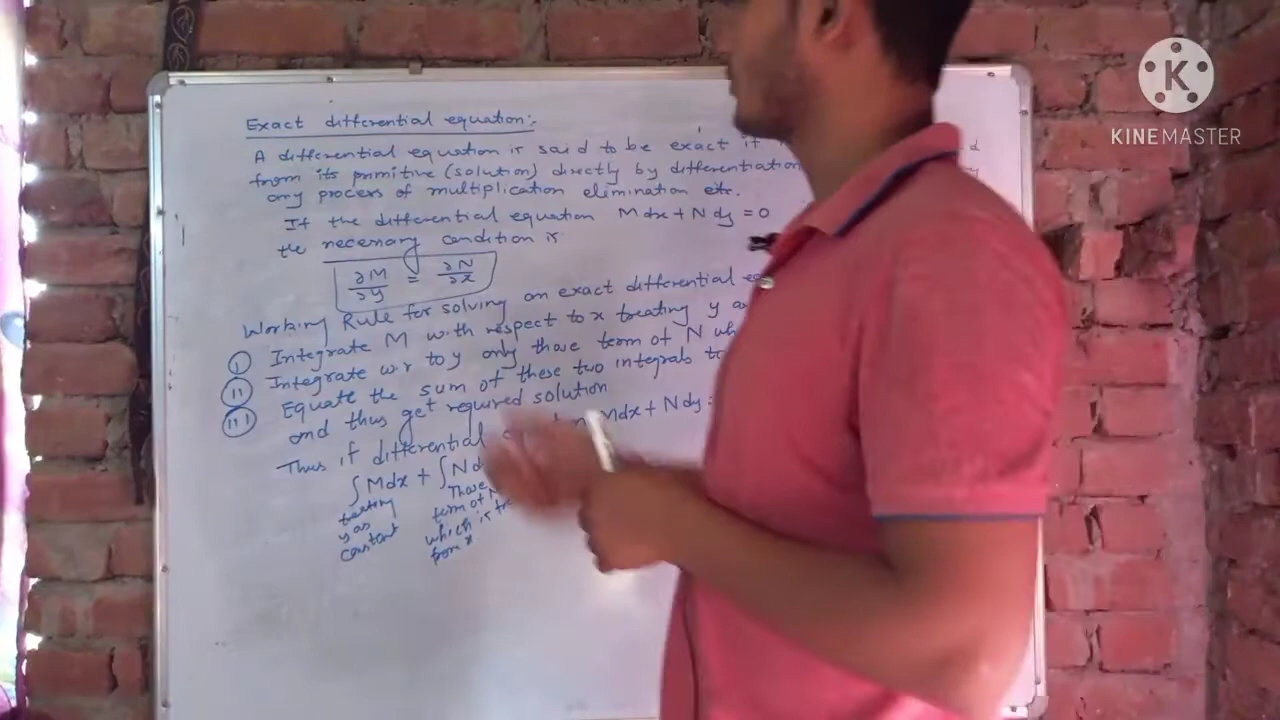 Exact differential equation:-
A differential equation is said to be exact if
from its primitive (solution) directly by differentiation
any process of multiplication elimination etc.
If the differential equation Mdx + Ndy = 0
the necessary condition is
∂M/∂y = ∂N/∂x
Working Rule for solving an exact differential
(i) Integrate M with respect to x treating y
(ii) Integrate w.r to y only those term of N
(iii) Equate the sum of these two integrals to
and thus get required solution
Thus if differential Mdx + Ndy =
∫Mdx + ∫Nd
treating y as constant
Those term of N which is from x
KINEMASTER